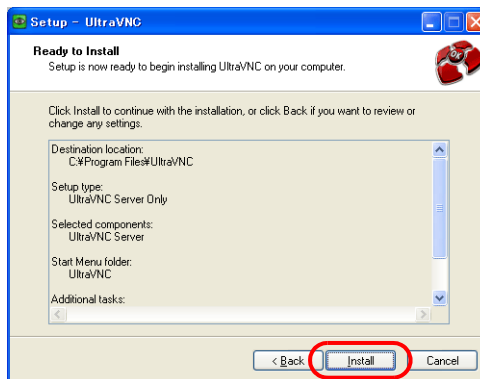 Setup - UltraVNC
Ready to Install
Setup is now ready to begin installing UltraVNC on your computer.
OK
Click Install to continue with the installation, or click Back if you want to review or
change any settings.
Destination location:
C:¥Program Files¥UltraVNC
Setup type:
UltraVNC Server Only
Selected components:
UltraVNC Server
Start Menu folder:
UltraVNC
Additional tasks:
< Back
Install
Cancel